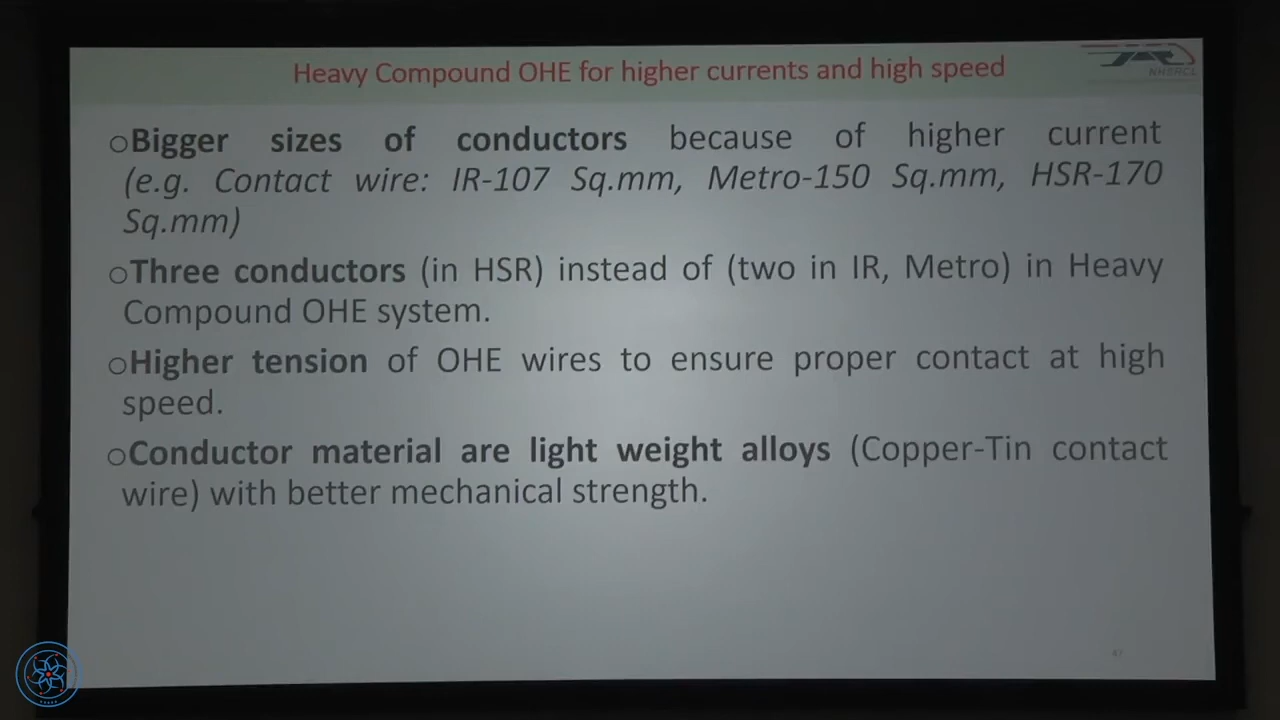 Heavy Compound OHE for higher currents and high speed
NHSRCL
○Bigger sizes of conductors because of higher current
(e.g. Contact wire: IR-107 Sq.mm, Metro-150 Sq.mm, HSR-170
Sq.mm)
○Three conductors (in HSR) instead of (two in IR, Metro) in Heavy
Compound OHE system.
○Higher tension of OHE wires to ensure proper contact at high
speed.
○Conductor material are light weight alloys (Copper-Tin contact
wire) with better mechanical strength.
47